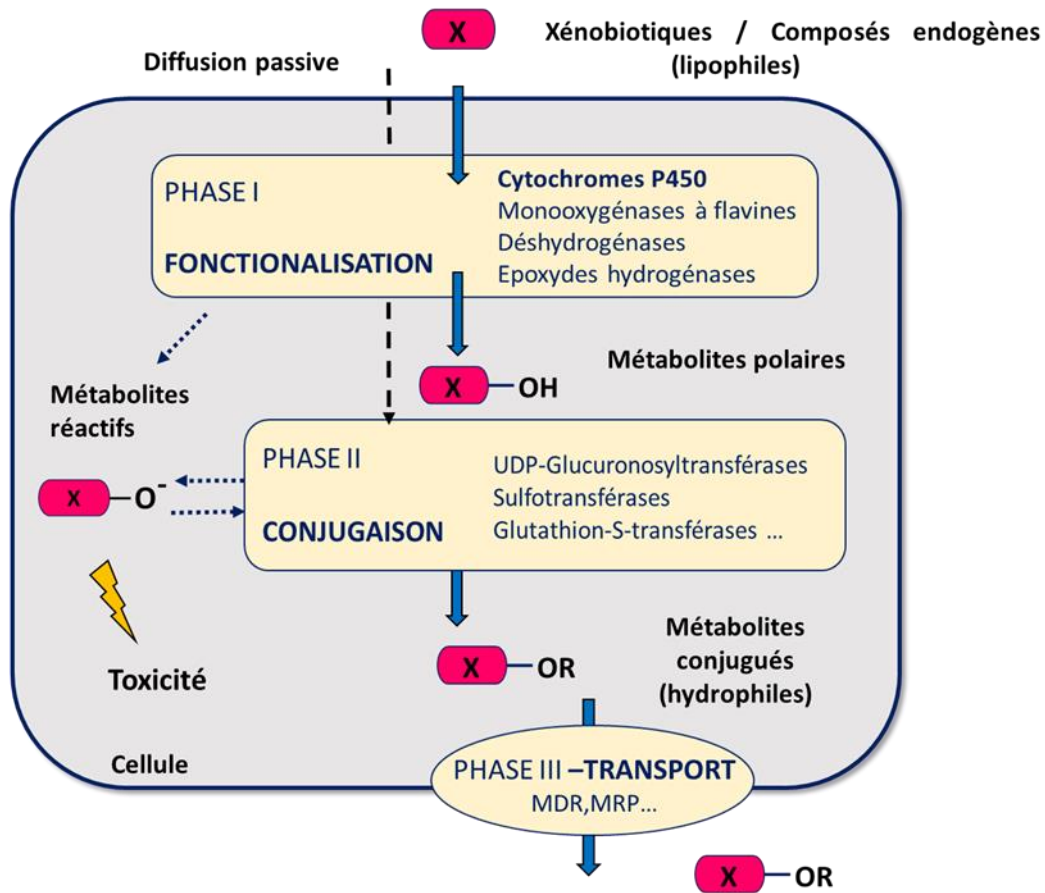 X
Xénobiotiques / Composés endogènes
(lipophiles)
Diffusion passive
PHASE I
FONCTIONALISATION
Cytochromes P450
Monooxygénases à flavines
Déshydrogénases
Epoxydes hydrogénases
X OH
Métabolites polaires
Métabolites
réactifs
X O-
Toxicité
PHASE II
CONJUGAISON
UDP-Glucuronosyltransférases
Sulfotransférases
Glutathion-S-transférases ...
X OR
Métabolites
conjugués
(hydrophiles)
Cellule
PHASE III –TRANSPORT
MDR,MRP...
X OR